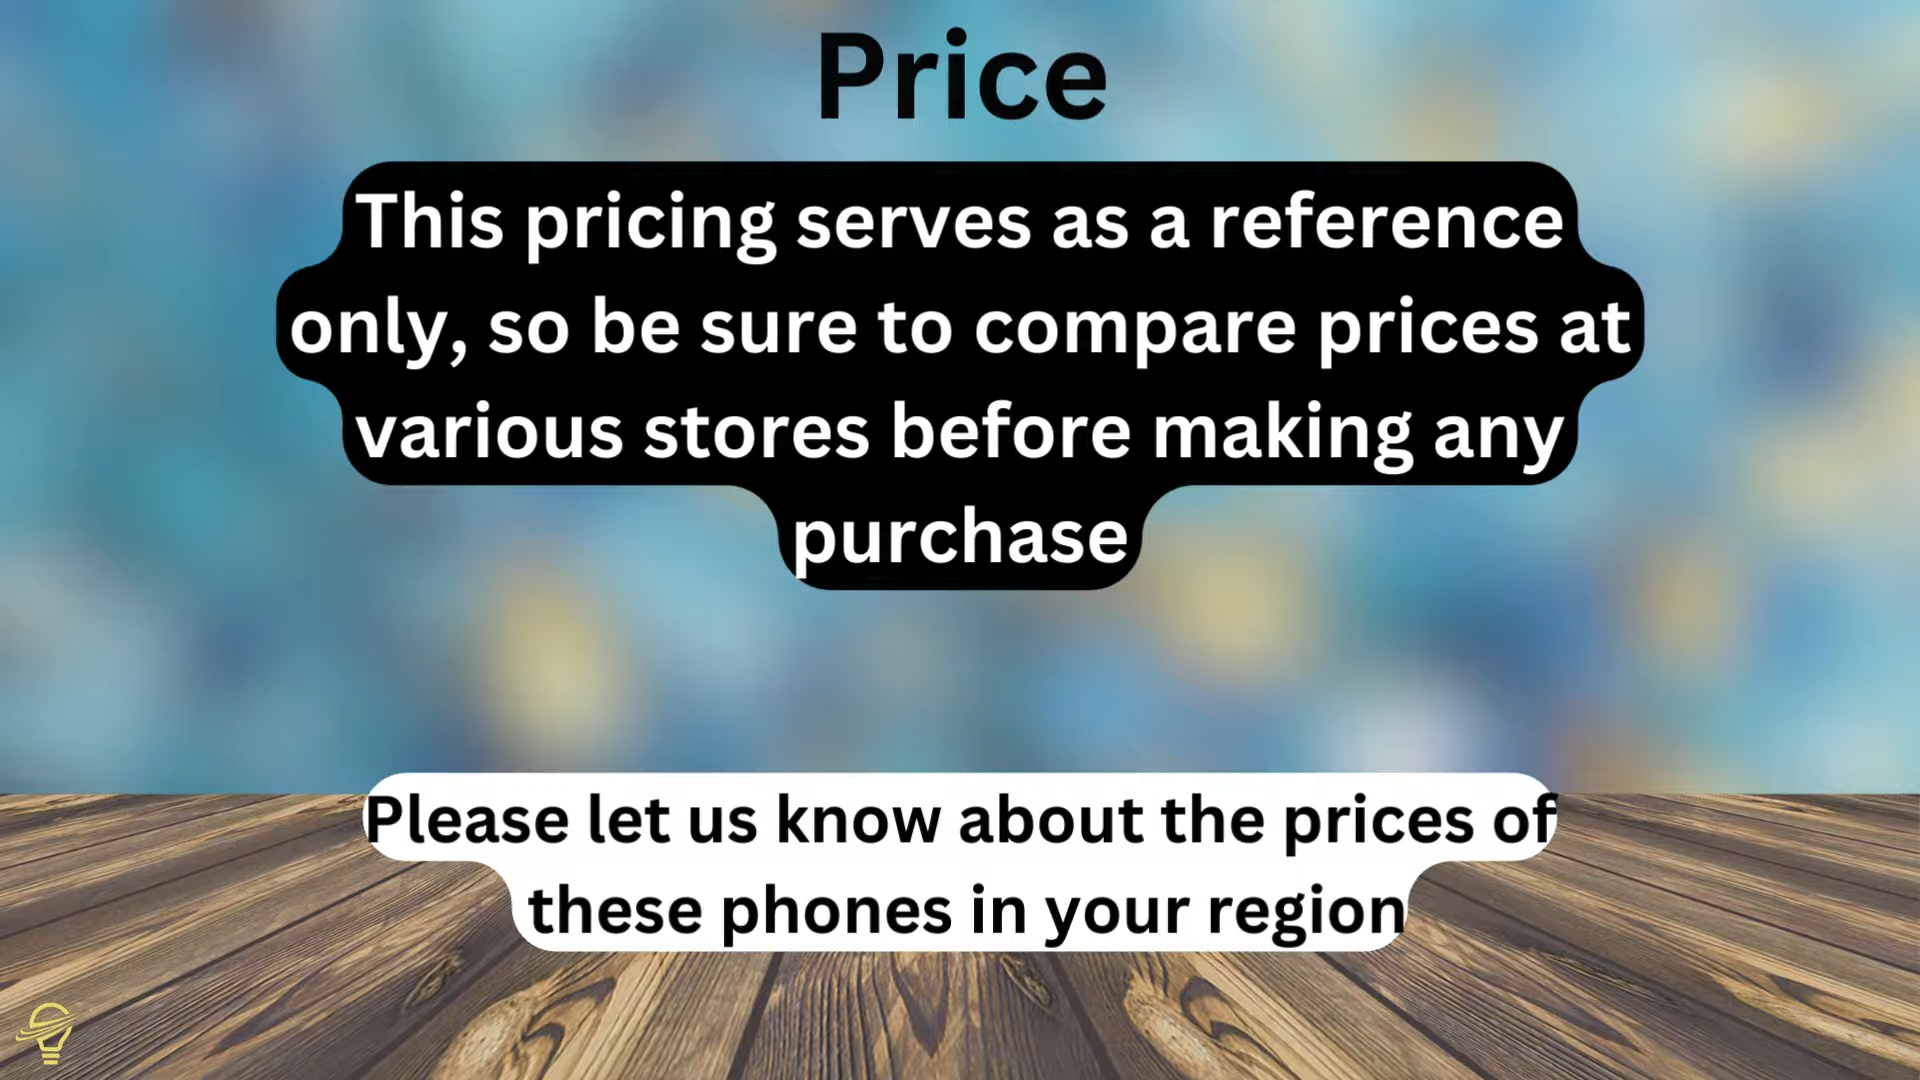 Price
This pricing serves as a reference
only, so be sure to compare prices at
various stores before making any
purchase
Please let us know about the prices of
these phones in your region